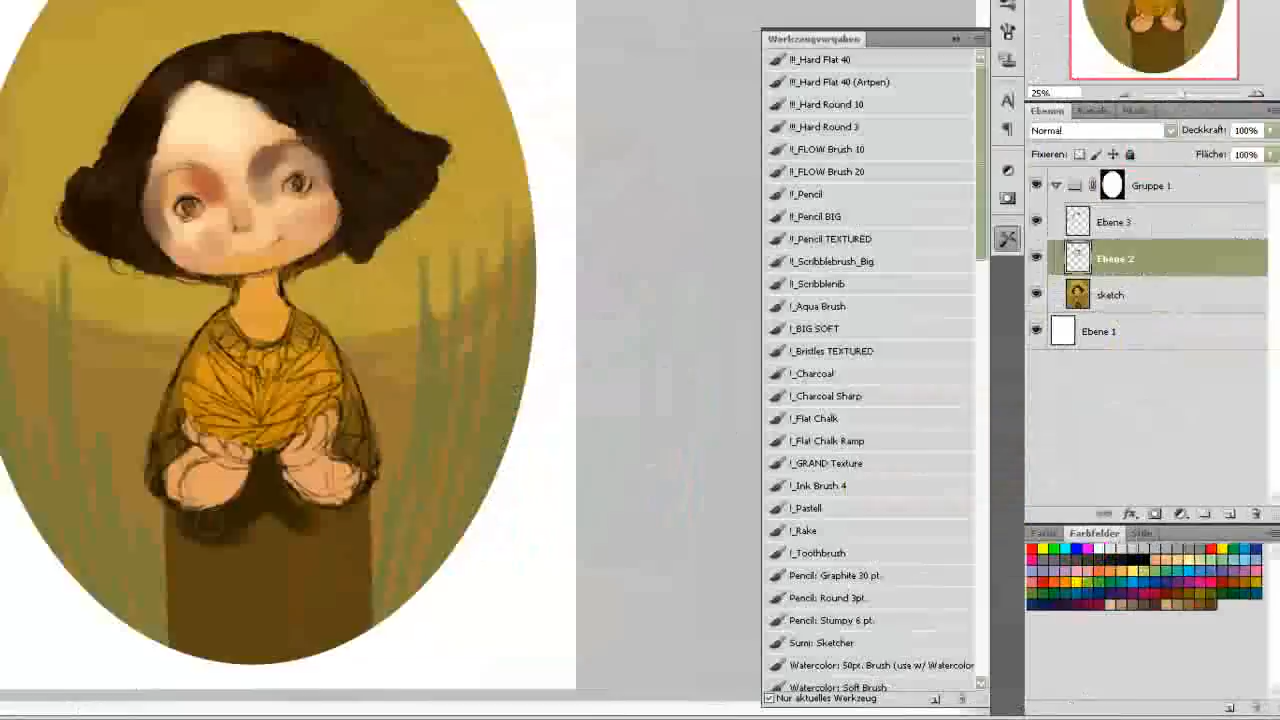 Werkzeugvorgaben
!!!_Hard Flat 40
!!!_Hard Flat 40 (Artpen)
!!!_Hard Round 10
!!!_Hard Round 3
!!_FLOW Brush 10
!!_FLOW Brush 20
!!_Pencil
!!_Pencil BIG
!!_Pencil TEXTURED
!!_Scribblebrush_Big
!!_Scribblenib
!_Aqua Brush
!_BIG SOFT
!_Bristles TEXTURED
!_Charcoal
!_Charcoal Sharp
!_Flat Chalk
!_Flat Chalk Ramp
!_GRAND Texture
!_Ink Brush 4
!_Pastell
!_Rake
!_Toothbrush
Pencil: Graphite 30 pt.
Pencil: Round 3pt.
Pencil: Stumpy 6 pt.
Sumi: Sketcher
Watercolor: 50pt. Brush (use w/ Watercolor
Watercolor: Soft Brush
Nur aktuelles Werkzeug
25%
Ebenen
Normal
Deckkraft: 100%
Fixieren:
Fläche: 100%
Gruppe 1
Ebene 3
Ebene 2
sketch
Ebene 1
Farbfelder